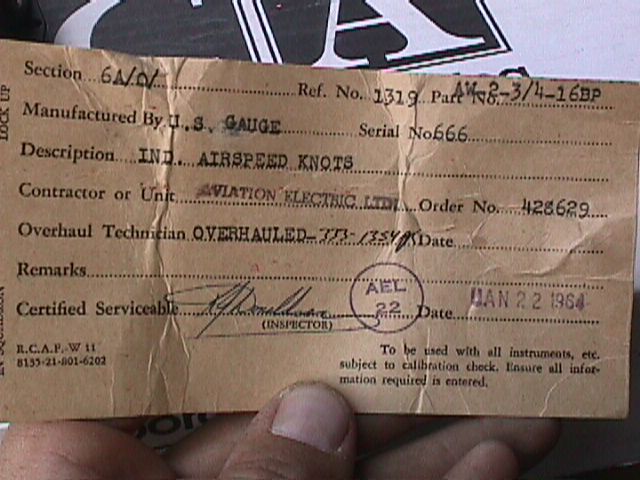 Section 6A/O/ Ref. No. 1319 Part No. AW-2-3/4-16BP
Manufactured By U.S. GAUGE Serial No. 666
Description IND. AIRSPEED KNOTS
Contractor or Unit AVIATION ELECTRIC LTD. Order No. 428629
Overhaul Technician OVERHAULED Date
Remarks
Certified Serviceable AEL 22 Date JAN 22 1964
(INSPECTOR)
R.C.A.F. W 11
8135-21-801-6202
To be used with all instruments, etc.
subject to calibration check. Ensure all infor-
mation required is entered.
LOCK UP